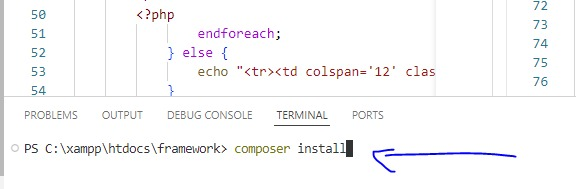 50 <?php
51 endforeach;
52 } else {
53 echo "<tr><td colspan='12' clas
54 }
72
73
74
75
76
PROBLEMS OUTPUT DEBUG CONSOLE TERMINAL PORTS
PS C:\xampp\htdocs\framework> composer install